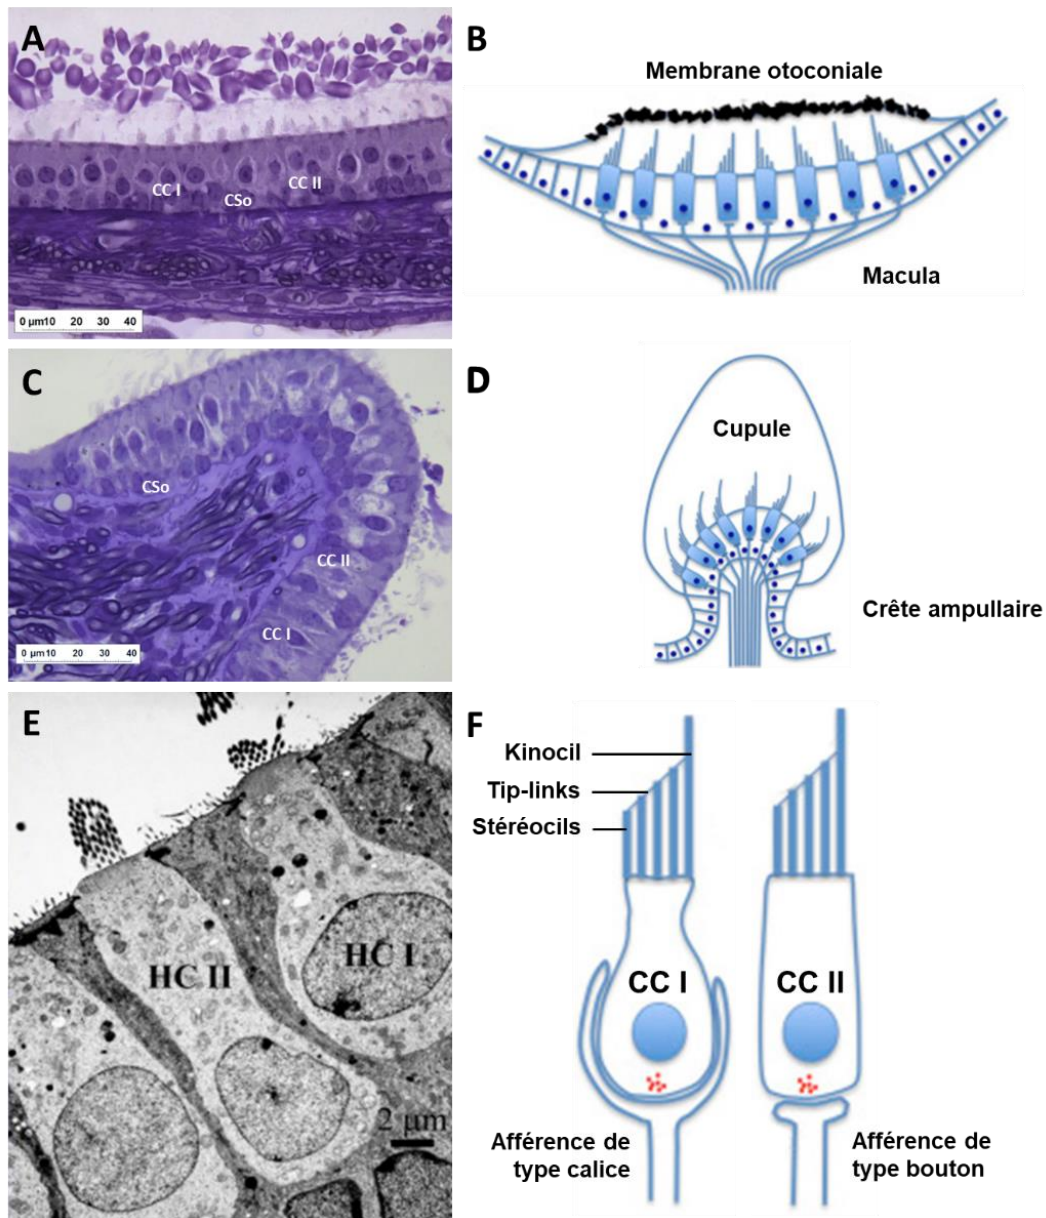 A
CC I
CSo
CC II
0 µm10 20 30 40
B
Membrane otoconiale
Macula
C
CSo
CC II
CC I
0 µm10 20 30 40
D
Cupule
Crête ampullaire
E
HC II
HC I
2 µm
F
Kinocil
Tip-links
Stéréocils
CC I
CC II
Afférence de
type calice
Afférence de
type bouton